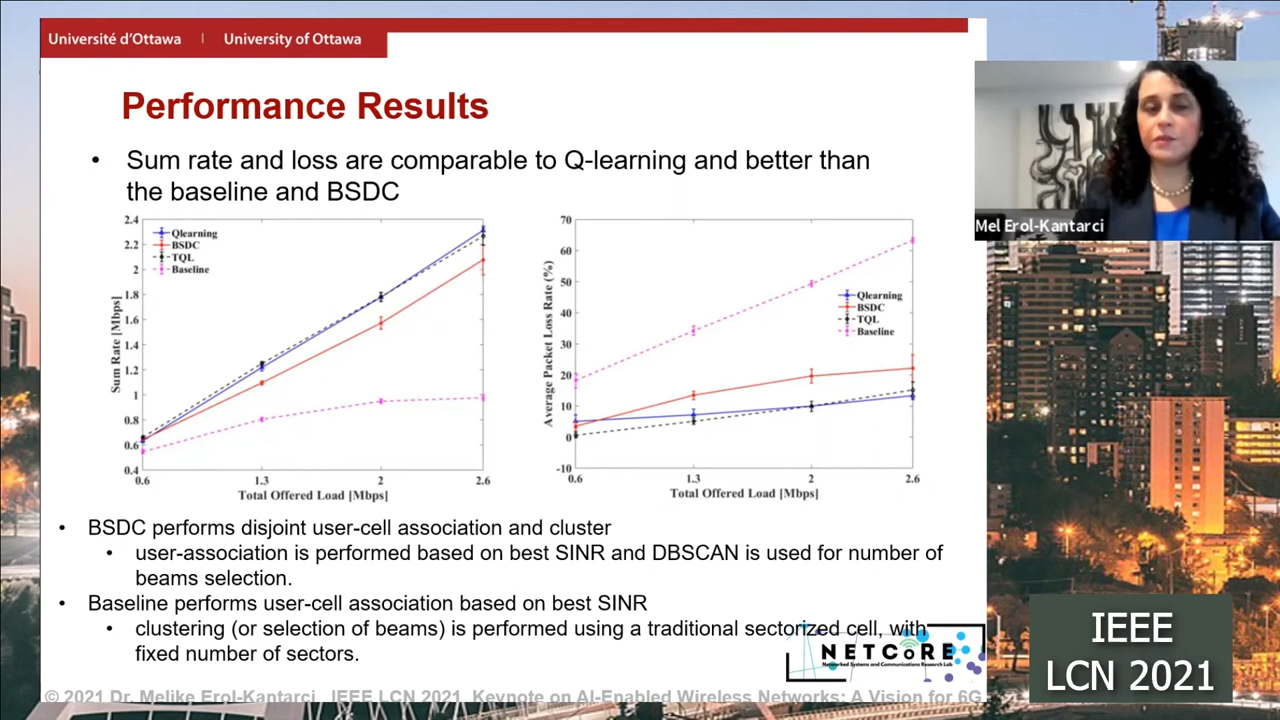 Université d'Ottawa | University of Ottawa
Performance Results
• Sum rate and loss are comparable to Q-learning and better than
the baseline and BSDC
2.4
2.2
2
1.8
1.6
1.4
1.2
1
0.8
0.6
0.4
Sum Rate [Mbps]
Qlearning
BSDC
TQL
Baseline
0.6 1.3 2 2.6
Total Offered Load [Mbps]
70
60
50
40
30
20
10
0
-10
Average Packet Loss Rate (%)
Qlearning
BSDC
TQL
Baseline
0.6 1.3 2 2.6
Total Offered Load [Mbps]
• BSDC performs disjoint user-cell association and cluster
• user-association is performed based on best SINR and DBSCAN is used for number of
beams selection.
• Baseline performs user-cell association based on best SINR
• clustering (or selection of beams) is performed using a traditional sectorized cell, with
fixed number of sectors.
NETCORE
Networked Systems and Communications Research Lab
© 2021 Dr. Melike Erol-Kantarci, IEEE LCN 2021, Keynote on AI-Enabled Wireless Networks: A Vision for 6G
Mel Erol-Kantarci
IEEE
LCN 2021